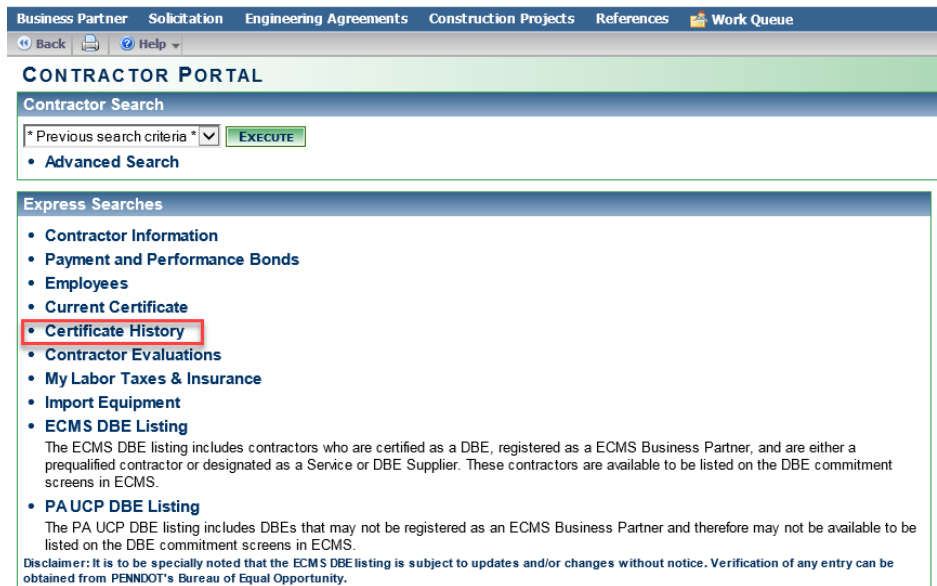 Business Partner Solicitation Engineering Agreements Construction Projects References Work Queue
Back Help
CONTRACTOR PORTAL
Contractor Search
* Previous search criteria * EXECUTE
• Advanced Search
Express Searches
• Contractor Information
• Payment and Performance Bonds
• Employees
• Current Certificate
• Certificate History
• Contractor Evaluations
• My Labor Taxes & Insurance
• Import Equipment
• ECMS DBE Listing
The ECMS DBE listing includes contractors who are certified as a DBE, registered as a ECMS Business Partner, and are either a
prequalified contractor or designated as a Service or DBE Supplier. These contractors are available to be listed on the DBE commitment
screens in ECMS.
• PA UCP DBE Listing
The PA UCP DBE listing includes DBEs that may not be registered as an ECMS Business Partner and therefore may not be available to be
listed on the DBE commitment screens in ECMS.
Disclaimer: It is to be specially noted that the ECMS DBE listing is subject to updates and/or changes without notice. Verification of any entry can be
obtained from PENNDOT's Bureau of Equal Opportunity.